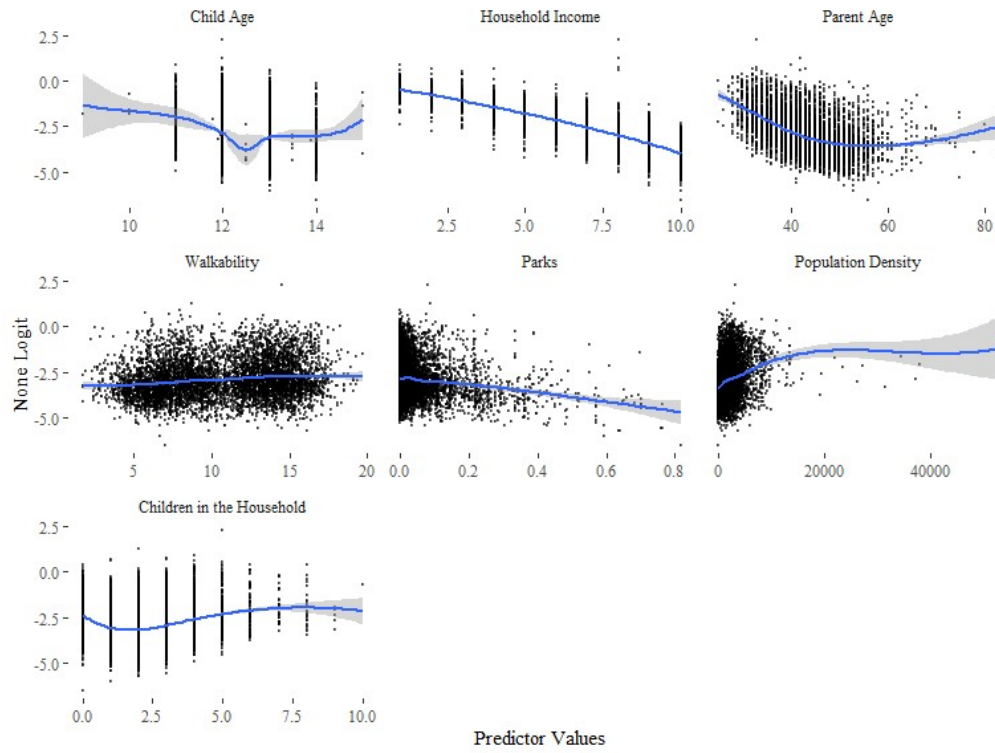 Child Age
Household Income
Parent Age
2.5
0.0
-2.5
-5.0
10 12 14
2.5 5.0 7.5 10.0
40 60 80
Walkability
Parks
Population Density
None Logit
2.5
0.0
-2.5
-5.0
5 10 15 20
0.0 0.2 0.4 0.6 0.8
0 20000 40000
Children in the Household
2.5
0.0
-2.5
-5.0
0.0 2.5 5.0 7.5 10.0
Predictor Values